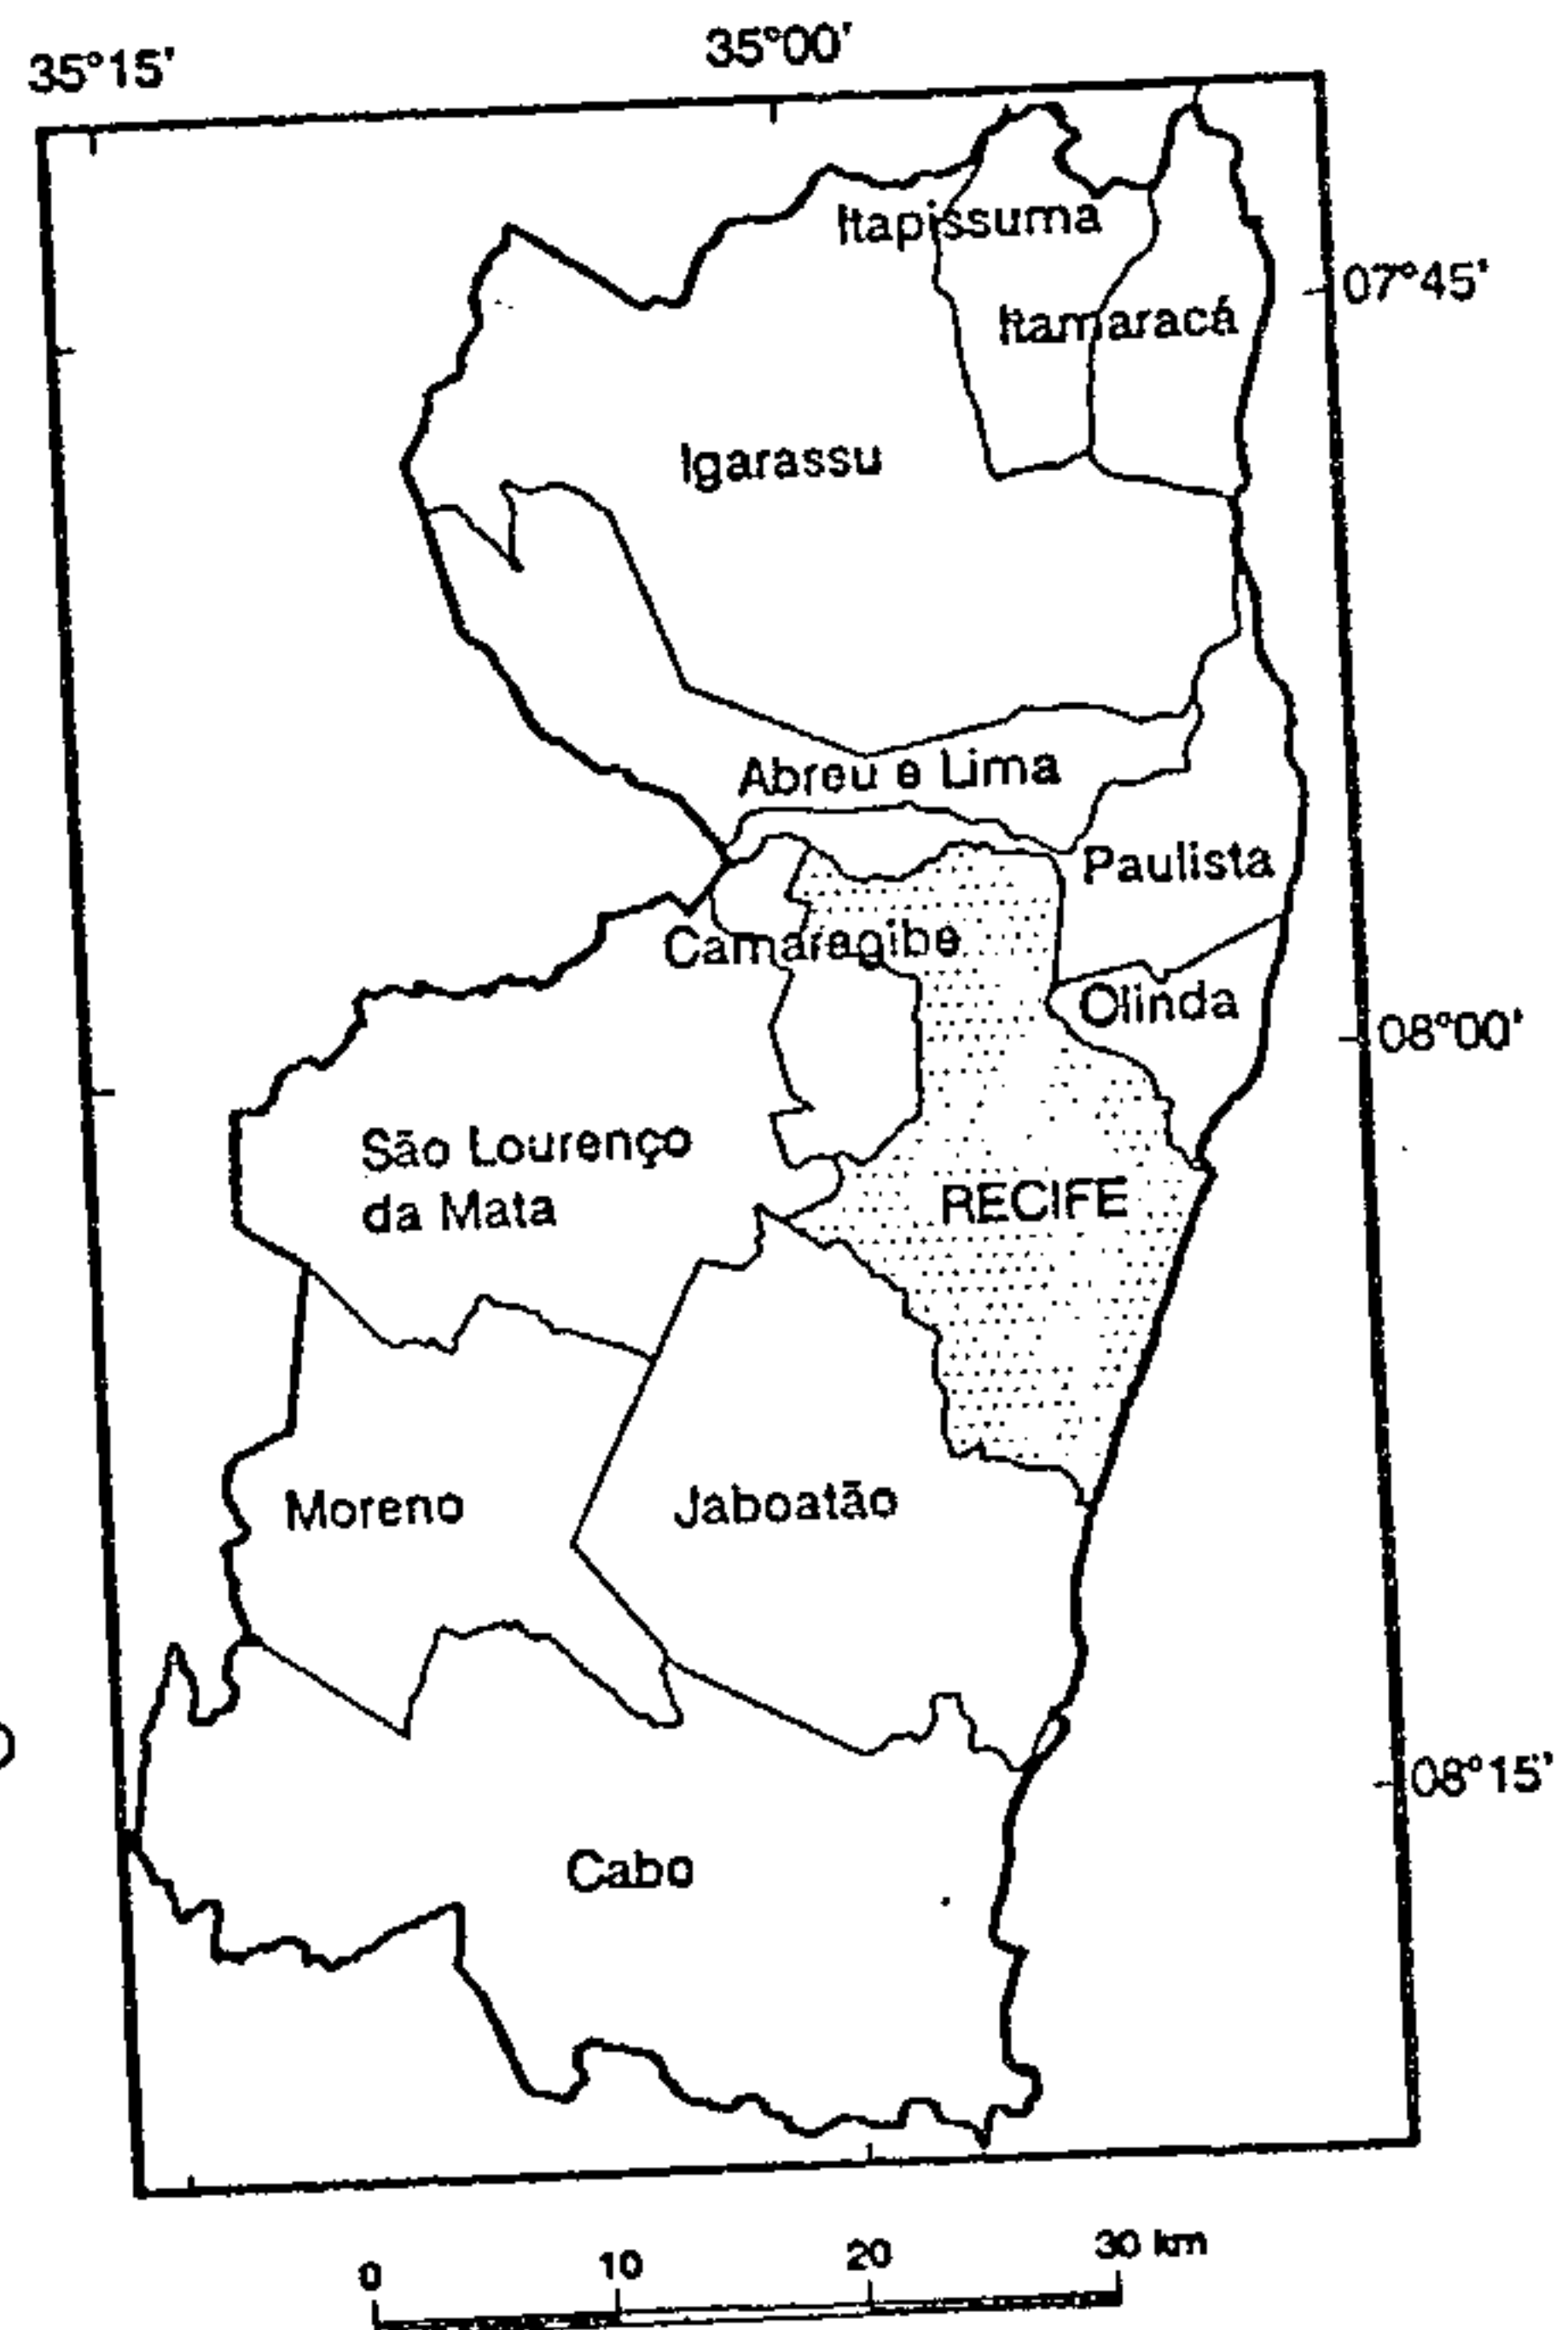 35°15'
35°00'
Itapissuma
07°45'
Itamaracá
Igarassu
Abreu e Lima
Paulista
Camaragibe
Olinda
08°00'
São Lourenço
da Mata
RECIFE
Moreno
Jaboatão
08°15'
Cabo
0 10 20 30 km